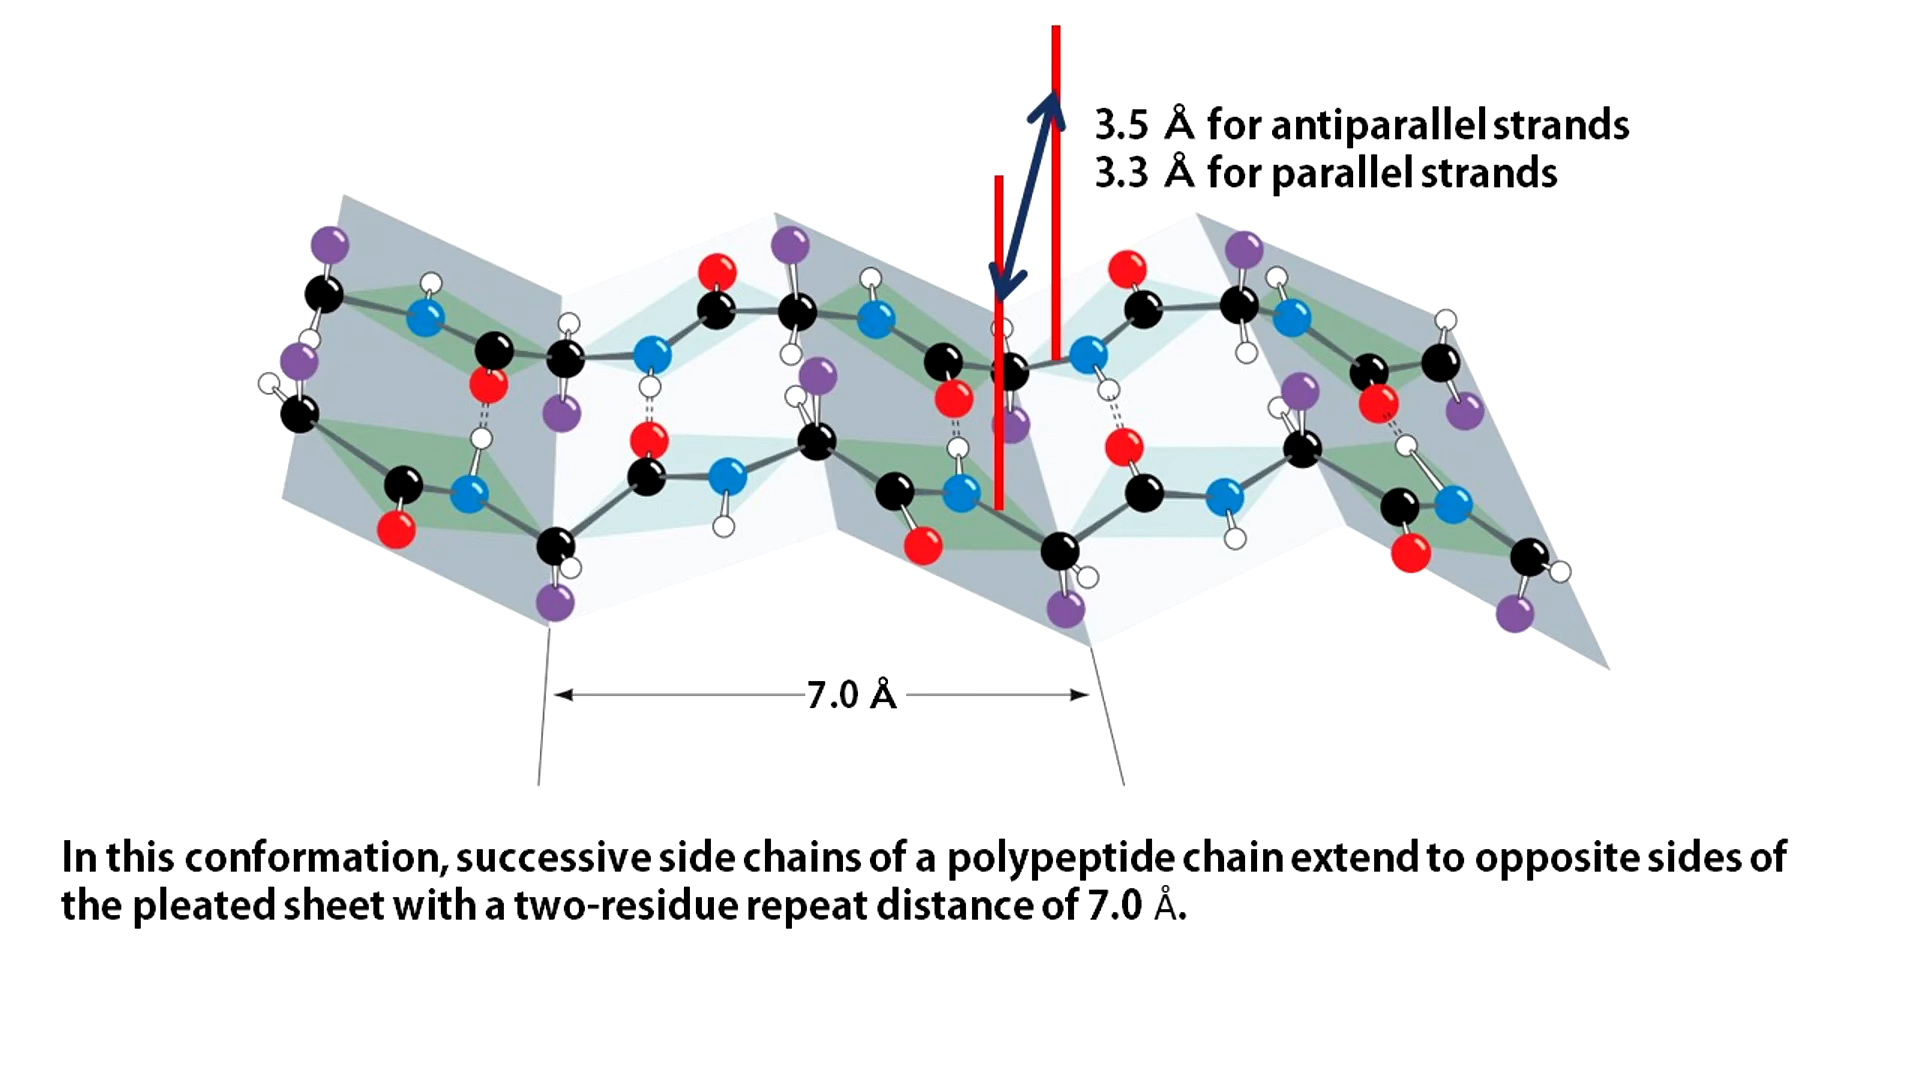 3.5 Å for antiparallel strands
3.3 Å for parallel strands
7.0 Å
In this conformation, successive side chains of a polypeptide chain extend to opposite sides of
the pleated sheet with a two-residue repeat distance of 7.0 Å.